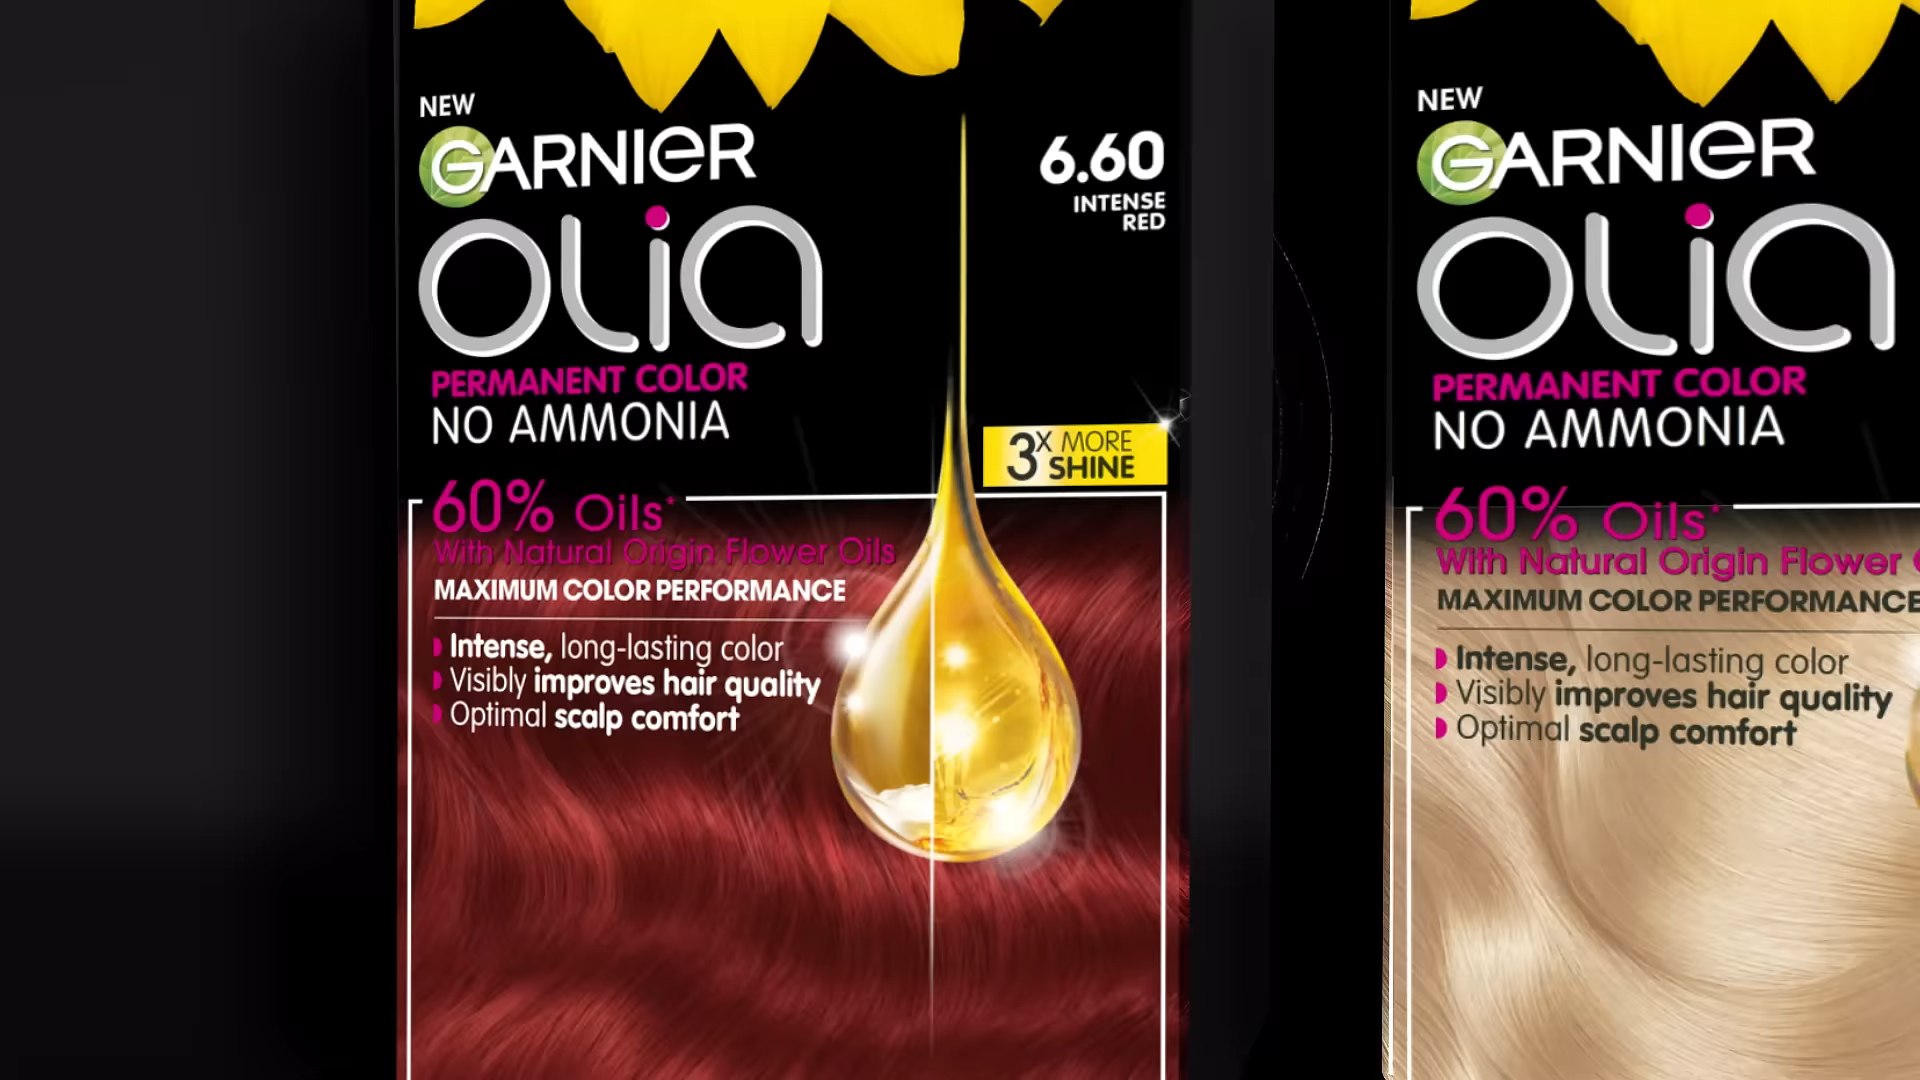 NEW
GARNIER
OLia
PERMANENT COLOR
NO AMMONIA
6.60
INTENSE
RED
3X MORE
SHINE
60% Oils*
With Natural Origin Flower Oils
MAXIMUM COLOR PERFORMANCE
Intense, long-lasting color
Visibly improves hair quality
Optimal scalp comfort
NEW
GARNIER
OLia
PERMANENT COLOR
NO AMMONIA
60% Oils*
With Natural Origin Flower
MAXIMUM COLOR PERFORMANCE
Intense, long-lasting color
Visibly improves hair quality
Optimal scalp comfort